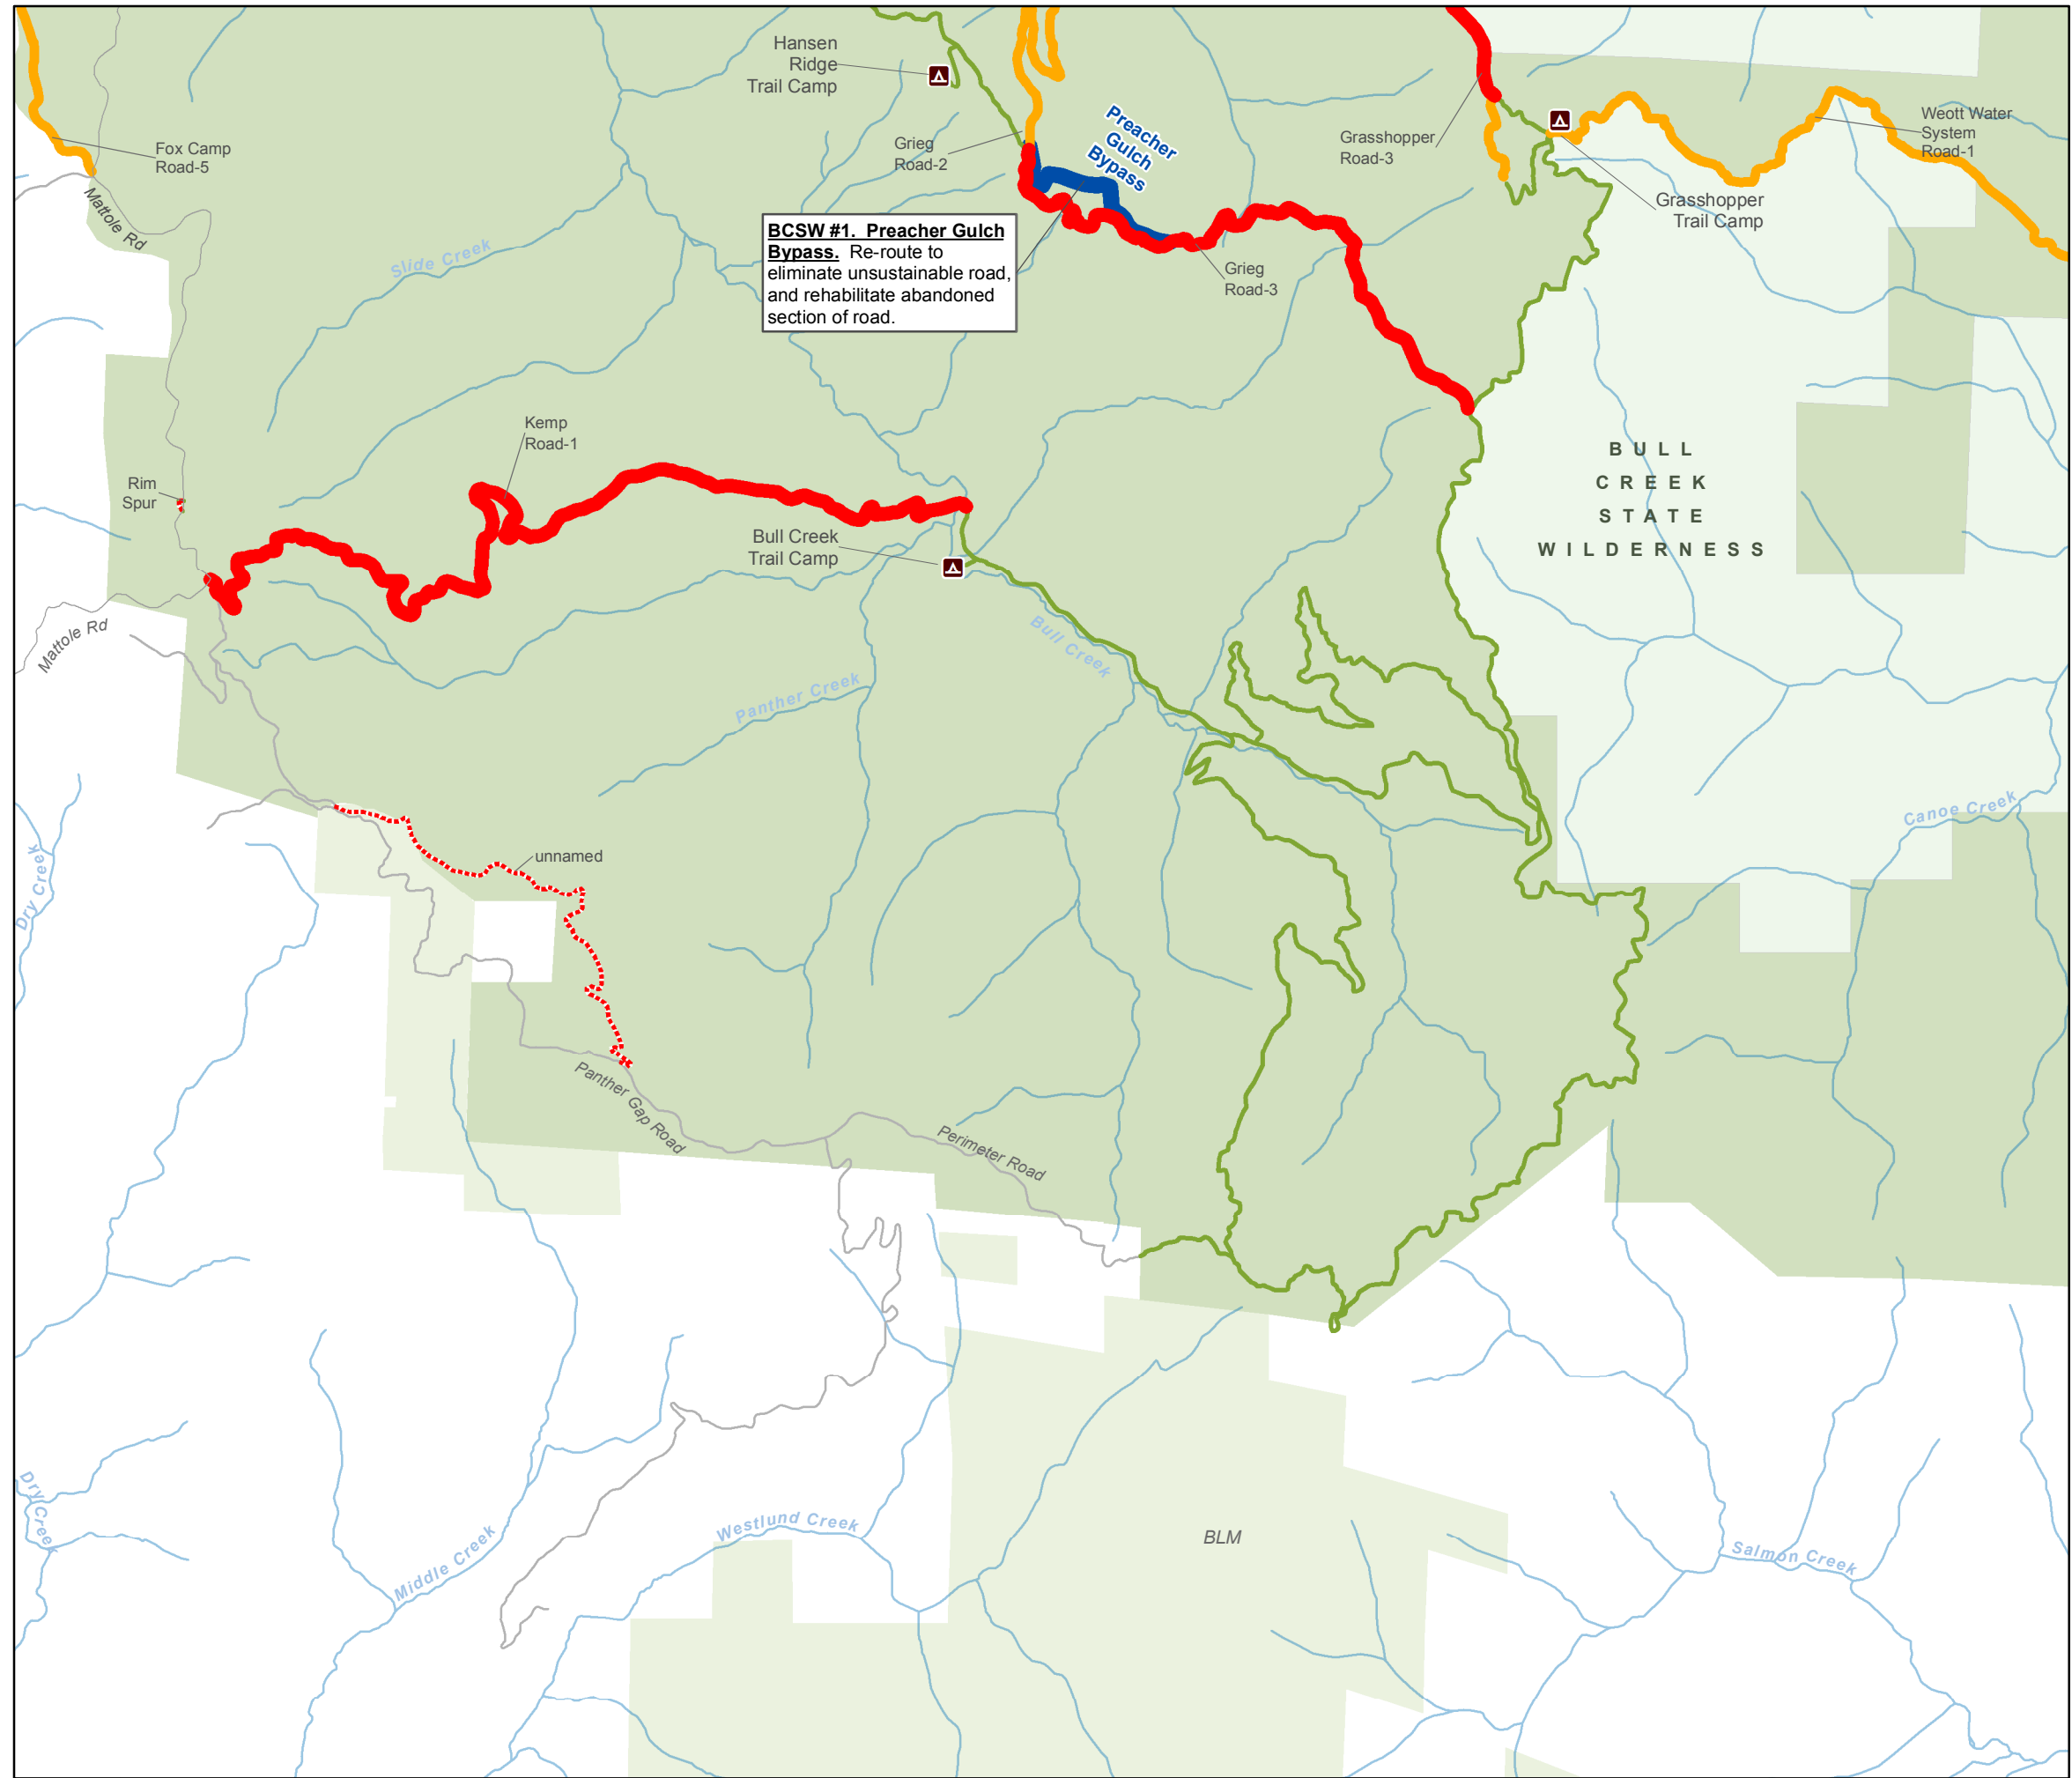 Hansen
Ridge
Trail Camp
Fox Camp
Road-5
Grieg
Road-2
Preacher
Gulch
Bypass
Grasshopper
Road-3
Weott Water
System
Road-1
Mattole Rd
Grasshopper
Trail Camp
Slide Creek
BCSW #1. Preacher Gulch
Bypass. Re-route to
eliminate unsustainable road,
and rehabilitate abandoned
section of road.
Grieg
Road-3
Kemp
Road-1
BULL
CREEK
STATE
WILDERNESS
Rim
Spur
Bull Creek
Trail Camp
Mattole Rd
Bull Creek
Panther Creek
Canoe Creek
unnamed
Dry Creek
Panther Gap Road
Perimeter Road
Dry Creek
Westlund Creek
BLM
Middle Creek
Salmon Creek